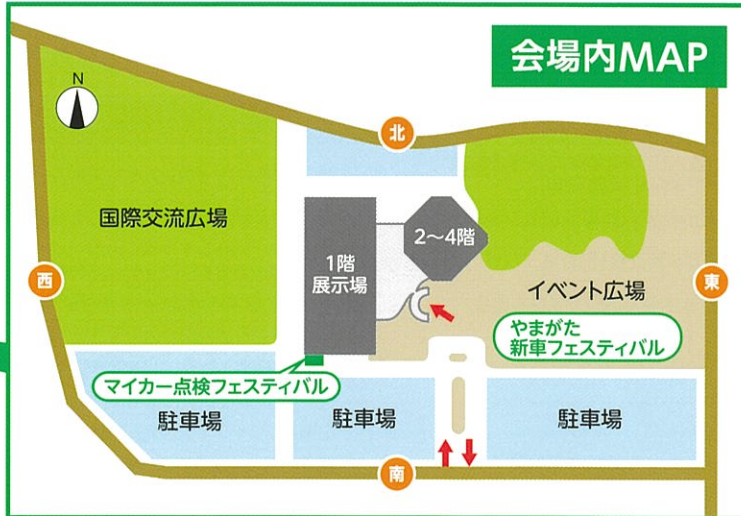 会場内MAP
N
北
国際交流広場
2～4階
1階
展示場
西
イベント広場
東
やまがた
新車フェスティバル
マイカー点検フェスティバル
駐車場
駐車場
駐車場
南